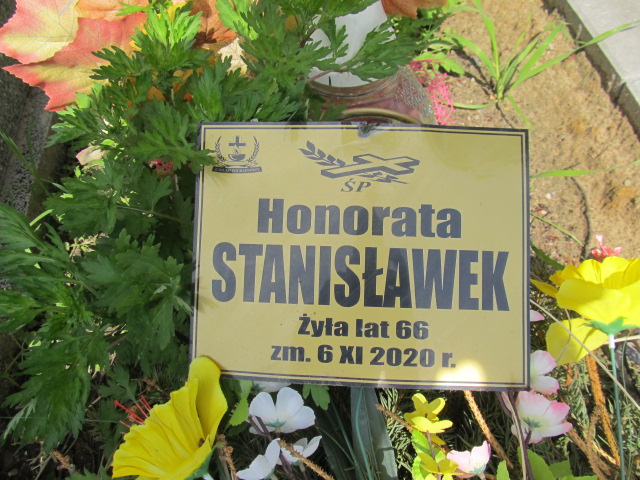 ŚP
Honorata
STANISŁAWEK
Żyła lat 66
zm. 6 XI 2020 r.